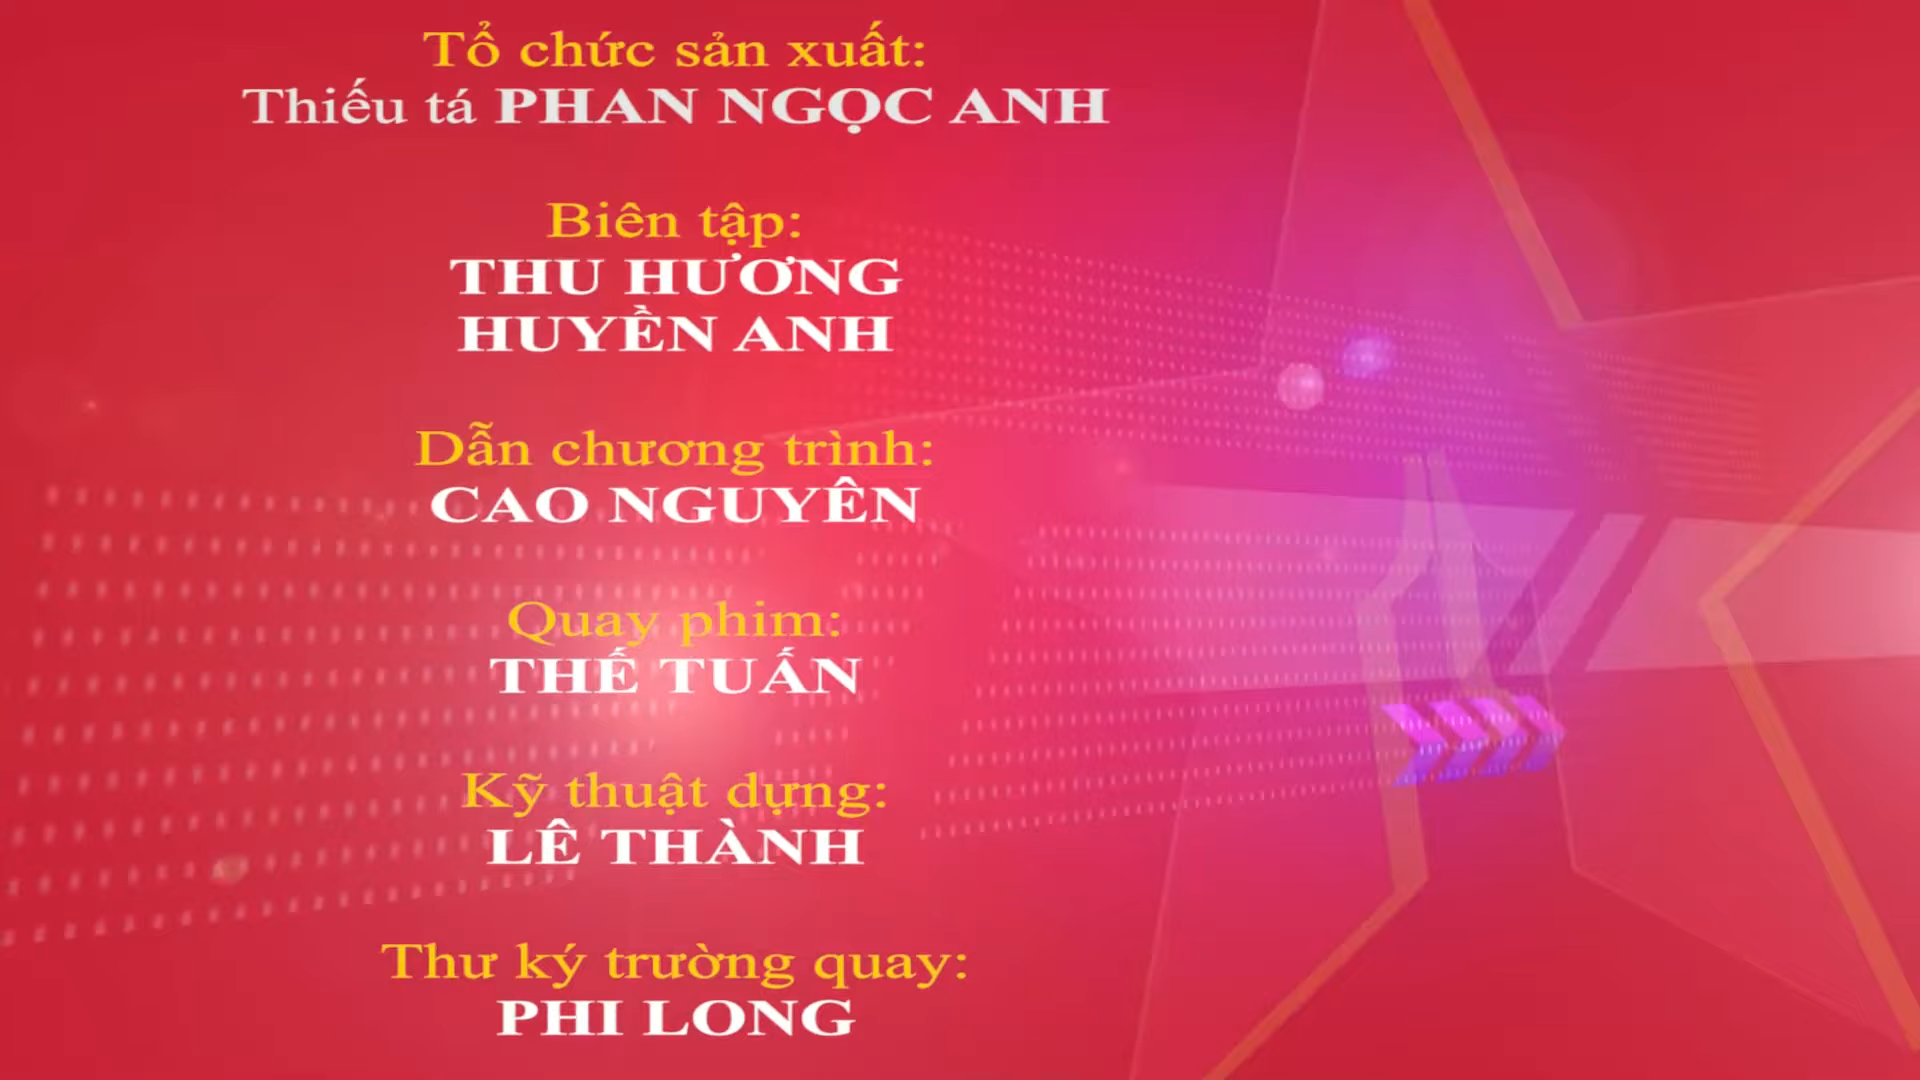 Tổ chức sản xuất:
Thiếu tá PHAN NGỌC ANH
Biên tập:
THU HƯƠNG
HUYỀN ANH
Dẫn chương trình:
CAO NGUYÊN
Quay phim:
THẾ TUẤN
Kỹ thuật dựng:
LÊ THÀNH
Thư ký trường quay:
PHI LONG